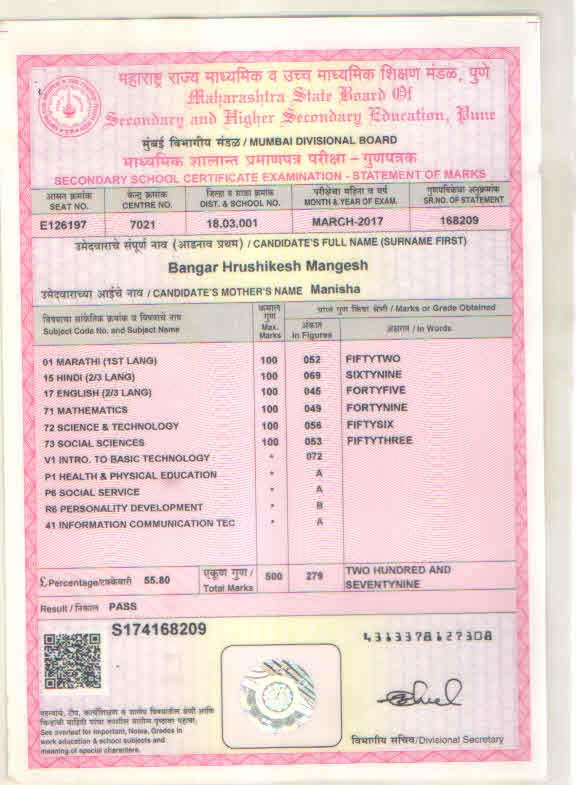 महाराष्ट्र राज्य माध्यमिक व उच्च माध्यमिक शिक्षण मंडळ, पुणे
Maharashtra State Board Of
Secondary and Higher Secondary Education, Pune
मुंबई विभागीय मंडळ / MUMBAI DIVISIONAL BOARD
माध्यमिक शालान्त प्रमाणपत्र परीक्षा – गुणपत्रक
SECONDARY SCHOOL CERTIFICATE EXAMINATION - STATEMENT OF MARKS
आसन क्रमांक केन्द्र क्रमांक जिल्हा व शाळा क्रमांक परीक्षेचा महिना व वर्ष गुणपत्रिकेचा अनुक्रमांक
SEAT NO. CENTRE NO. DIST. & SCHOOL NO. MONTH & YEAR OF EXAM. SR.NO. OF STATEMENT
E126197 7021 18.03.001 MARCH-2017 168209
उमेदवाराचे संपूर्ण नाव (आडनाव प्रथम) / CANDIDATE'S FULL NAME (SURNAME FIRST)
Bangar Hrushikesh Mangesh
उमेदवाराच्या आईचे नाव / CANDIDATE'S MOTHER'S NAME Manisha
विषयाचा सांकेतिक क्रमांक व विषयाचे नाव
Subject Code No. and Subject Name
कमाल
गुण
Max.
Marks
प्राप्त गुण किंवा श्रेणी / Marks or Grade Obtained
अंकात
In Figures
अक्षरात / In Words
01 MARATHI (1ST LANG) 100 052 FIFTYTWO
15 HINDI (2/3 LANG) 100 069 SIXTYNINE
17 ENGLISH (2/3 LANG) 100 045 FORTYFIVE
71 MATHEMATICS 100 049 FORTYNINE
72 SCIENCE & TECHNOLOGY 100 056 FIFTYSIX
73 SOCIAL SCIENCES 100 053 FIFTYTHREE
V1 INTRO. TO BASIC TECHNOLOGY * 072
P1 HEALTH & PHYSICAL EDUCATION * A
P6 SOCIAL SERVICE * A
R6 PERSONALITY DEVELOPMENT * B
41 INFORMATION COMMUNICATION TEC * A
£ Percentage/टक्केवारी 55.80
एकूण गुण /
Total Marks
500 279
TWO HUNDRED AND
SEVENTYNINE
Result / निकाल PASS
S174168209
4313378127308
See overleaf for important, Notes, Grades in
work education & school subjects and
meaning of special charecters.
विभागीय सचिव/Divisional Secretary